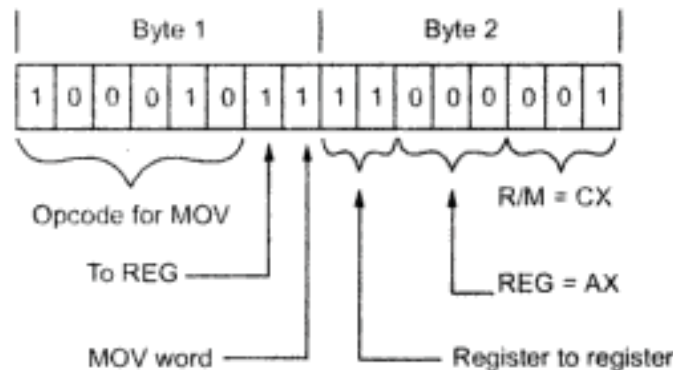 Byte 1 Byte 2
1 0 0 0 1 0 1 1 1 1 0 0 0 0 0 1
Opcode for MOV R/M = CX
To REG REG = AX
MOV word Register to register